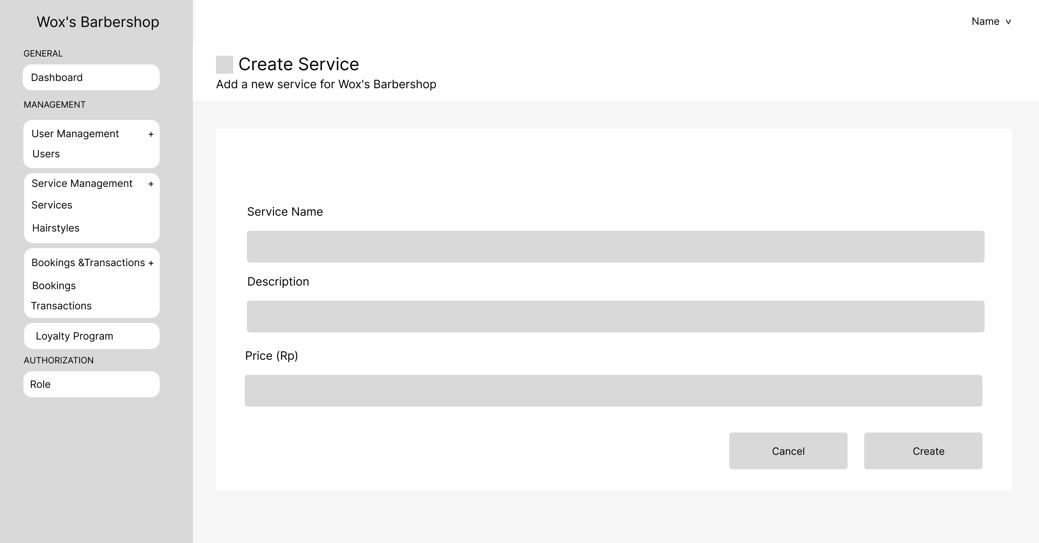 Wox's Barbershop
Name v
GENERAL
Dashboard
MANAGEMENT
User Management +
Users
Service Management +
Services
Hairstyles
Bookings &Transactions +
Bookings
Transactions
Loyalty Program
AUTHORIZATION
Role
Create Service
Add a new service for Wox's Barbershop
Service Name
Description
Price (Rp)
Cancel
Create